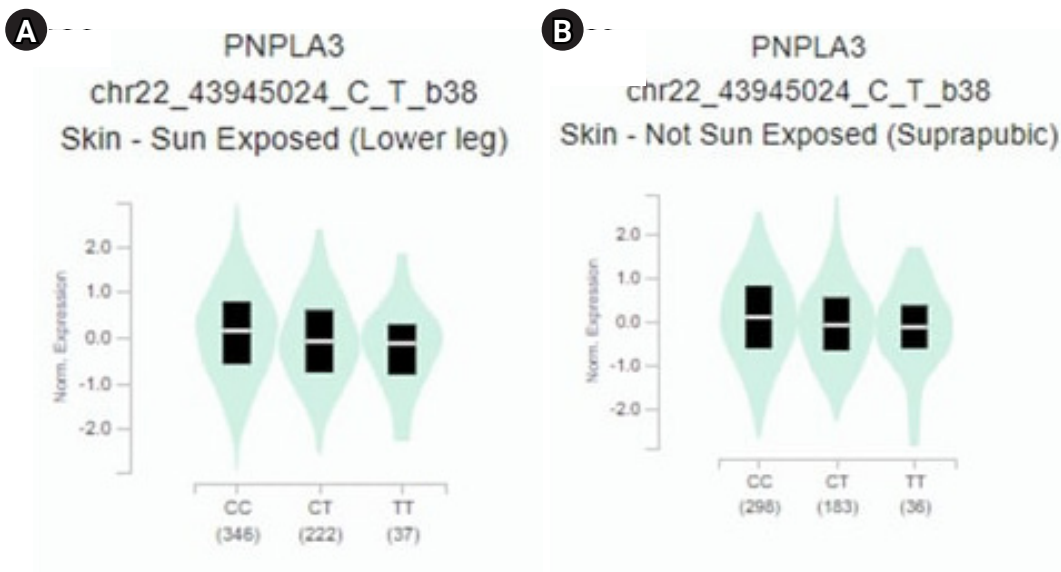 A
PNPLA3
chr22_43945024_C_T_b38
Skin - Sun Exposed (Lower leg)
Norm. Expression
2.0
1.0
0.0
-1.0
-2.0
CC CT TT
(346) (222) (37)
B
PNPLA3
chr22_43945024_C_T_b38
Skin - Not Sun Exposed (Suprapubic)
Norm. Expression
2.0
1.0
0.0
-1.0
-2.0
CC CT TT
(298) (183) (36)